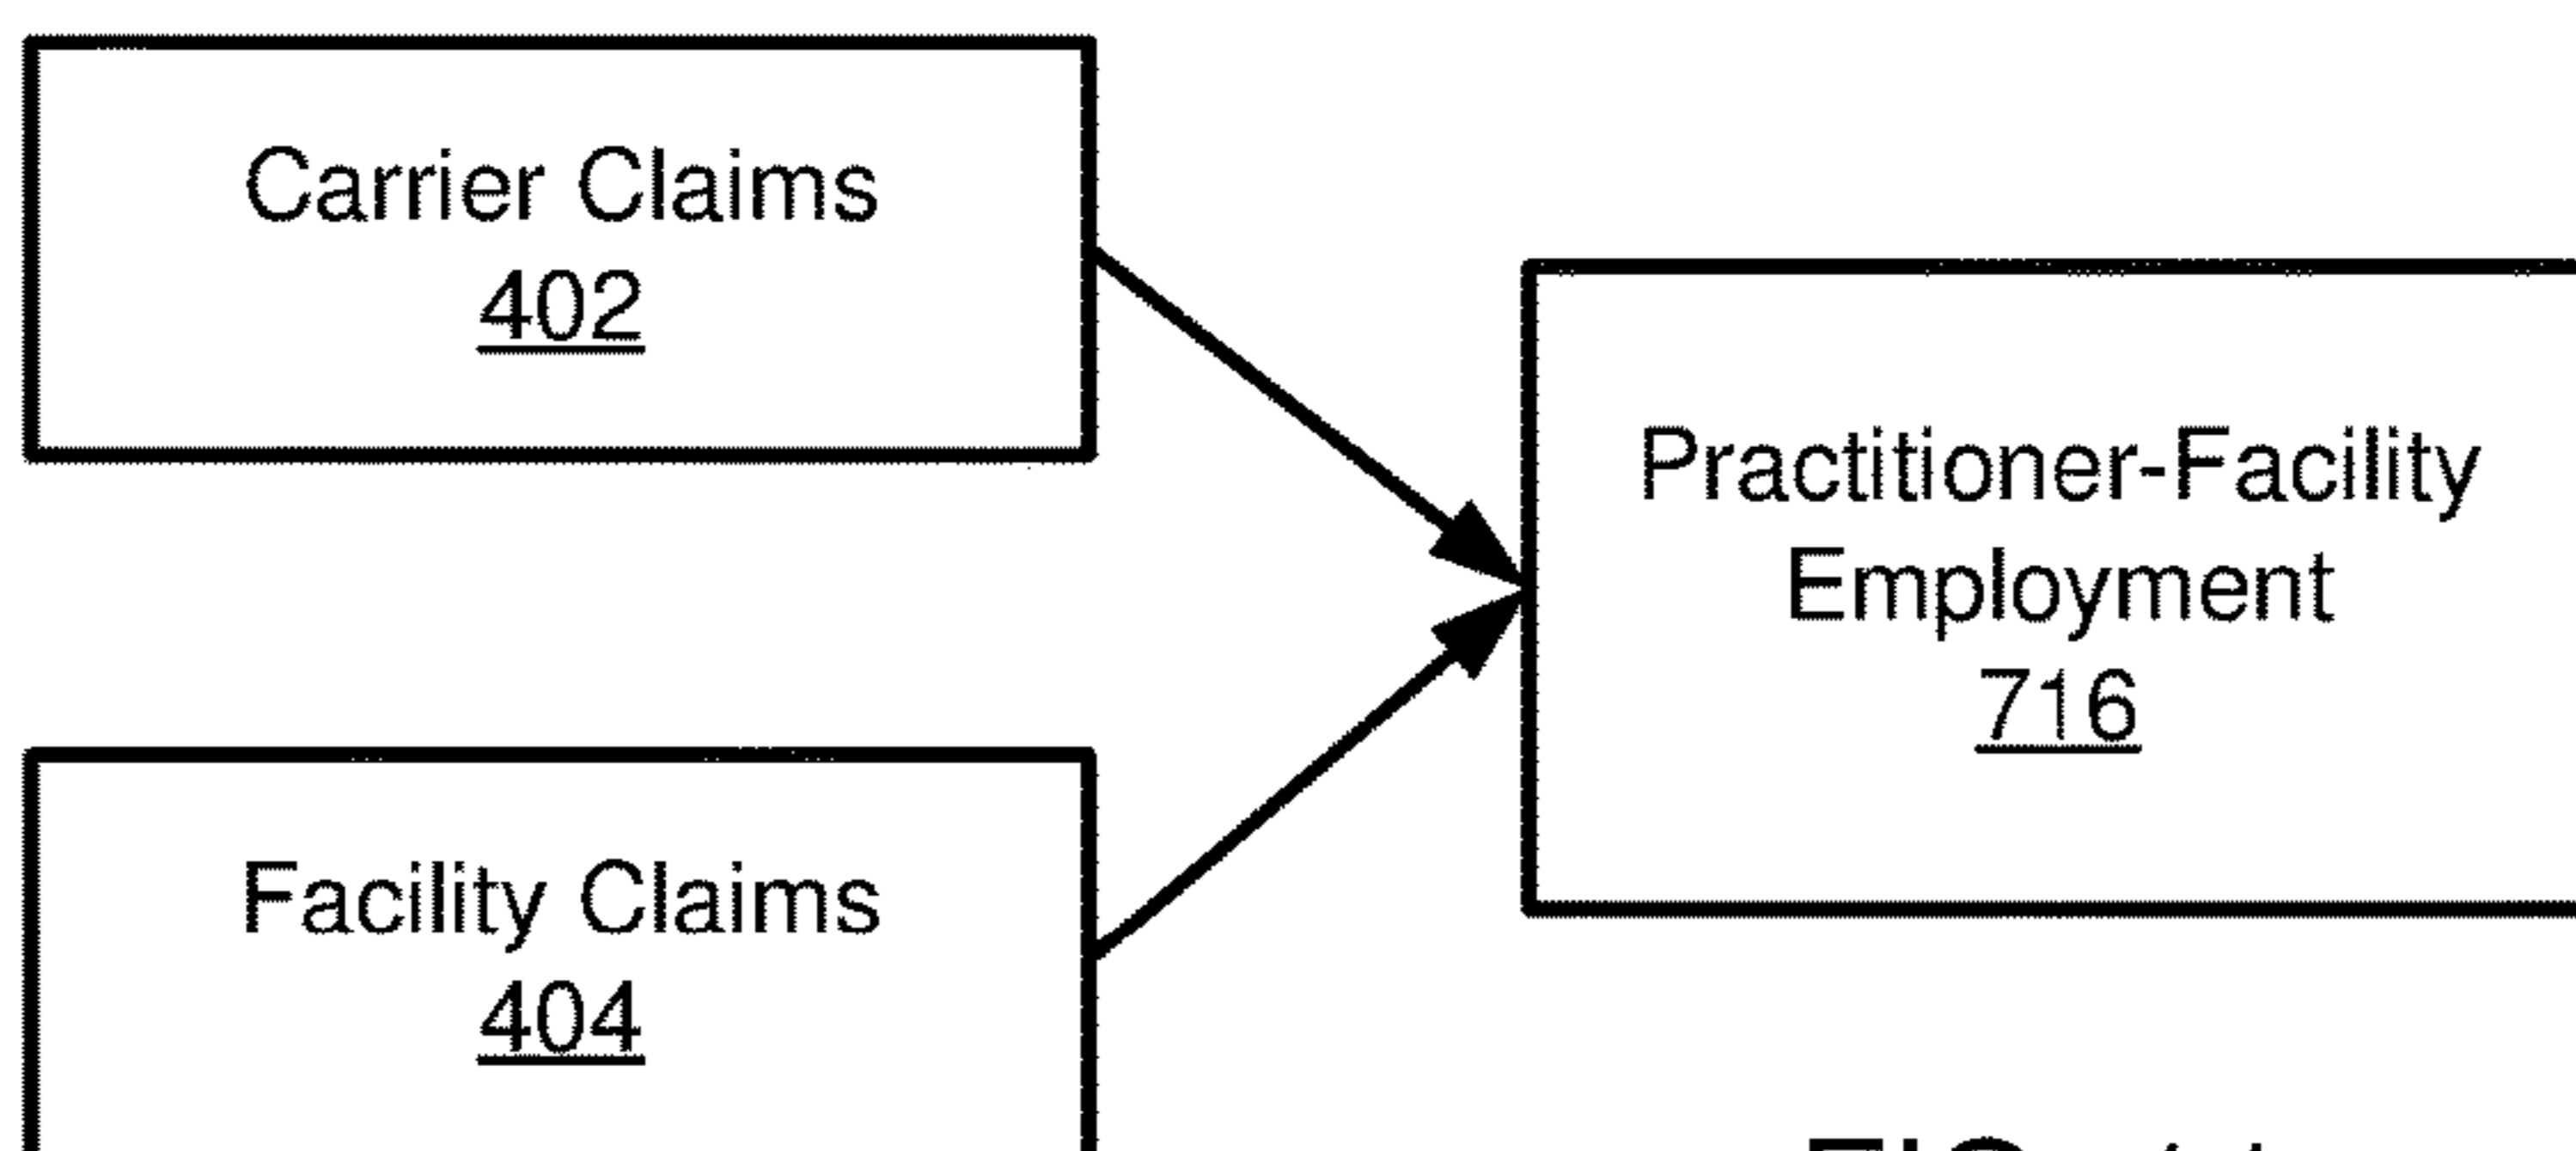 Carrier Claims
402
Practitioner-Facility
Employment
716
Facility Claims
404